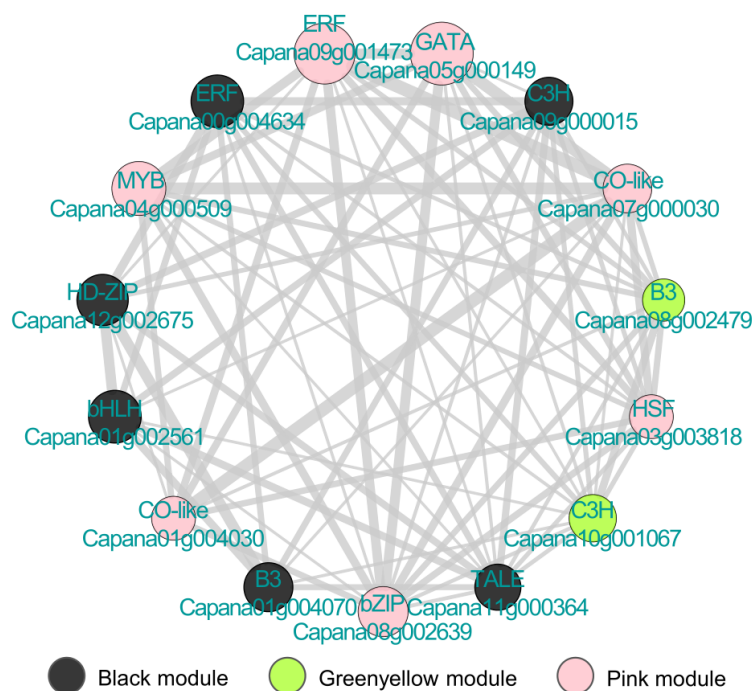 ERF
Capana09g001473
GATA
Capana05g000149
ERF
Capana00g004634
C3H
Capana09g000015
MYB
Capana04g000509
CO-like
Capana07g000030
HD-ZIP
Capana12g002675
B3
Capana08g002479
bHLH
Capana01g002561
HSF
Capana03g003818
CO-like
Capana01g004030
C3H
Capana10g001067
B3
Capana01g004070
bZIP
Capana08g002639
TALE
Capana11g000364
Black module
Greenyellow module
Pink module